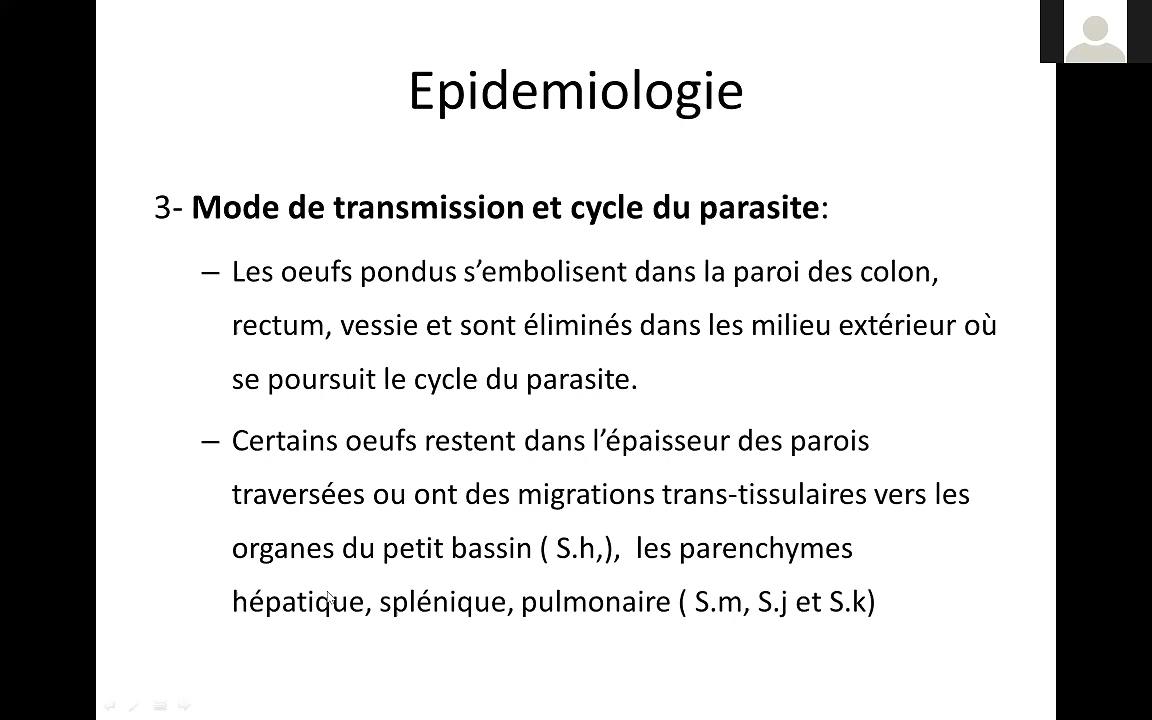 Epidemiologie
3- Mode de transmission et cycle du parasite:
– Les oeufs pondus s’embolisent dans la paroi des colon,
rectum, vessie et sont éliminés dans les milieu extérieur où
se poursuit le cycle du parasite.
– Certains oeufs restent dans l’épaisseur des parois
traversées ou ont des migrations trans-tissulaires vers les
organes du petit bassin ( S.h,), les parenchymes
hépatique, splénique, pulmonaire ( S.m, S.j et S.k)